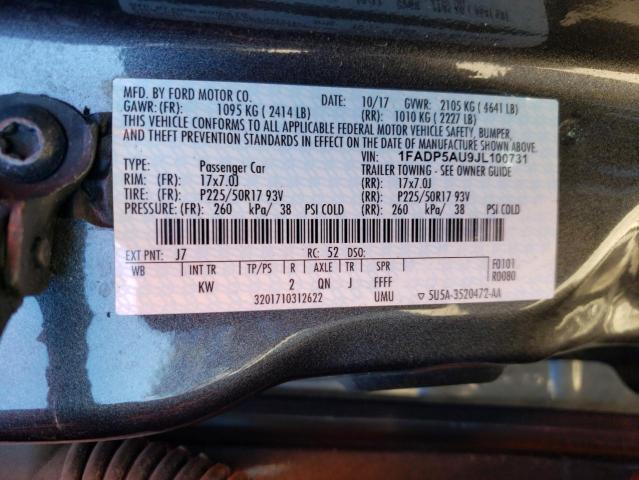 MFD. BY FORD MOTOR CO. 10/17 GVWR: 2105 KG ( 4641 LB)
GAWR: (FR): 1095 KG ( 2414 LB) (RR): 1010 KG ( 2227 LB)
THIS VEHICLE CONFORMS TO ALL APPLICABLE FEDERAL MOTOR VEHICLE SAFETY, BUMPER,
AND THEFT PREVENTION STANDARDS IN EFFECT ON THE DATE OF MANUFACTURE SHOWN ABOVE.
VIN: 1FADP5AU9JL100731
TYPE: Passenger Car TRAILER TOWING - SEE OWNER GUIDE
RIM: (FR): 17x7.0J (RR): 17x7.0J
TIRE: (FR): P225/50R17 93V (RR): P225/50R17 93V
PRESSURE: (FR): 260 kPa/ 38 PSI COLD (RR): 260 kPa/ 38 PSI COLD
EXT PNT: J7 RC: 52 DSO:
F0101
R0080
WB INT TR TP/PS R AXLE TR SPR
KW 2 QN J FFFF
3201710312622 UMU ▽ 5U5A-3520472-AA